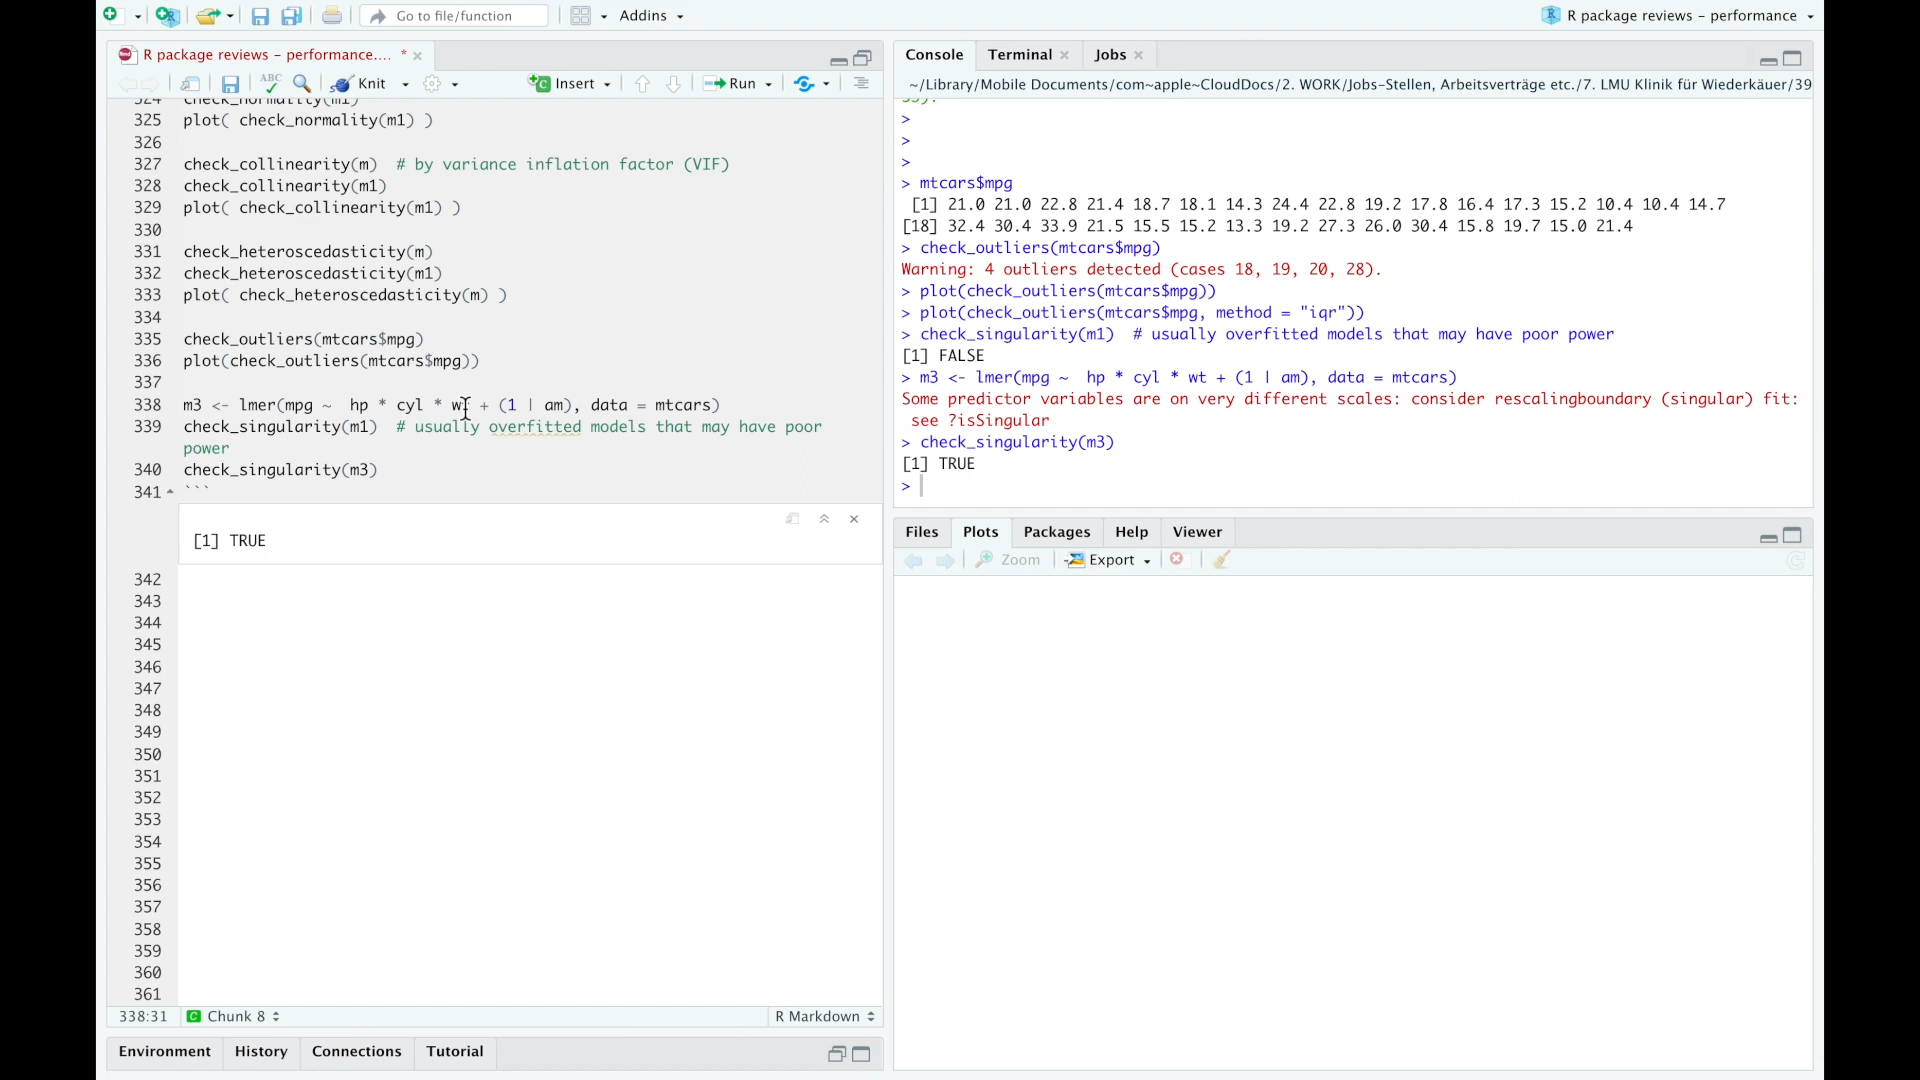 Go to file/function
Addins
R package reviews - performance
R package reviews - performance.... *
Knit
Insert
Run
324 check_normality(m1)
325 plot( check_normality(m1) )
326
327 check_collinearity(m)  # by variance inflation factor (VIF)
328 check_collinearity(m1)
329 plot( check_collinearity(m1) )
330
331 check_heteroscedasticity(m)
332 check_heteroscedasticity(m1)
333 plot( check_heteroscedasticity(m) )
334
335 check_outliers(mtcars$mpg)
336 plot(check_outliers(mtcars$mpg))
337
338 m3 <- lmer(mpg ~  hp * cyl * wt + (1 | am), data = mtcars)
339 check_singularity(m1)  # usually overfitted models that may have poor
power
340 check_singularity(m3)
341 ```
[1] TRUE
342
343
344
345
346
347
348
349
350
351
352
353
354
355
356
357
358
359
360
361
338:31 C Chunk 8 R Markdown
Environment History Connections Tutorial
Console Terminal Jobs
~/Library/Mobile Documents/com~apple~CloudDocs/2. WORK/Jobs-Stellen, Arbeitsverträge etc./7. LMU Klinik für Wiederkäuer/39
>
>
>
> mtcars$mpg
[1] 21.0 21.0 22.8 21.4 18.7 18.1 14.3 24.4 22.8 19.2 17.8 16.4 17.3 15.2 10.4 10.4 14.7
[18] 32.4 30.4 33.9 21.5 15.5 15.2 13.3 19.2 27.3 26.0 30.4 15.8 19.7 15.0 21.4
> check_outliers(mtcars$mpg)
Warning: 4 outliers detected (cases 18, 19, 20, 28).
> plot(check_outliers(mtcars$mpg))
> plot(check_outliers(mtcars$mpg, method = "iqr"))
> check_singularity(m1)  # usually overfitted models that may have poor power
[1] FALSE
> m3 <- lmer(mpg ~  hp * cyl * wt + (1 | am), data = mtcars)
Some predictor variables are on very different scales: consider rescalingboundary (singular) fit:
see ?isSingular
> check_singularity(m3)
[1] TRUE
>
Files Plots Packages Help Viewer
Zoom Export